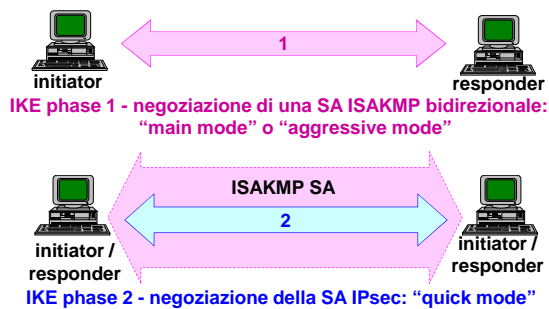 1
initiator
responder
IKE phase 1 - negoziazione di una SA ISAKMP bidirezionale:
“main mode” o “aggressive mode”
ISAKMP SA
2
initiator /
responder
initiator /
responder
IKE phase 2 - negoziazione della SA IPsec: “quick mode”